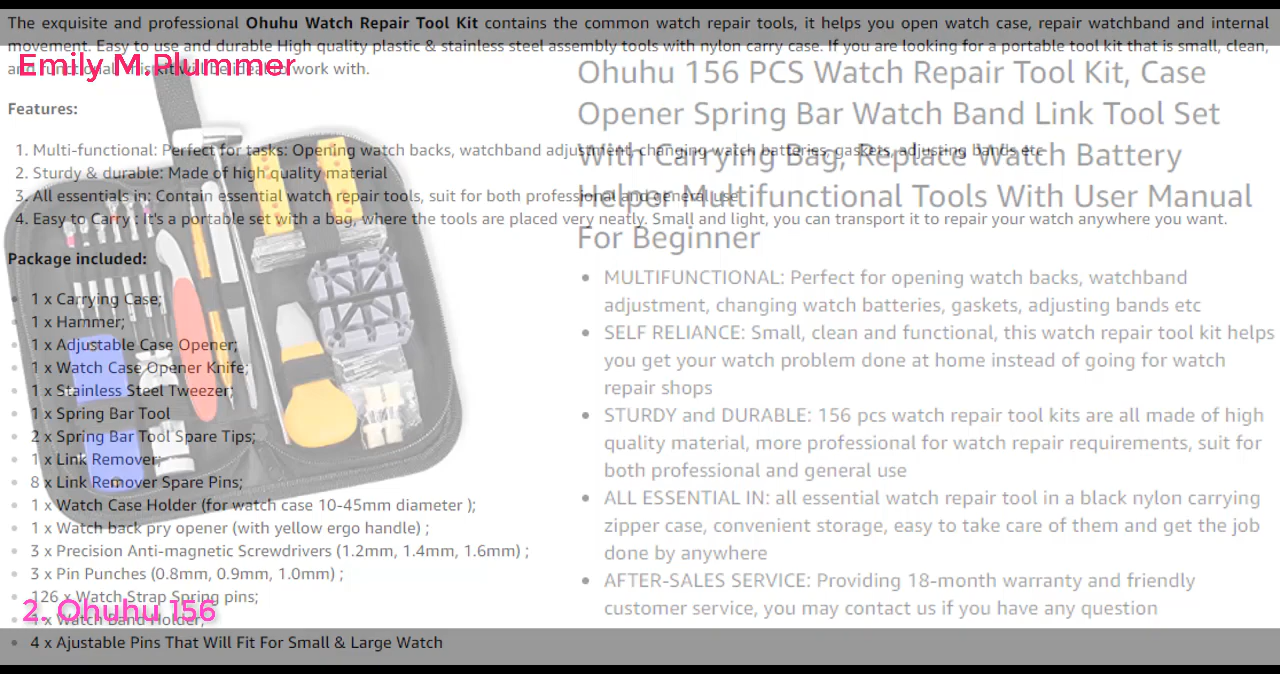 The exquisite and professional Ohuhu Watch Repair Tool Kit contains the common watch repair tools, it helps you open watch case, repair watchband and internal
movement. Easy to use and durable High quality plastic & stainless steel assembly tools with nylon carry case. If you are looking for a portable tool kit that is small, clean,
work with.
Emily M.Plummer
Features:
1. Multi-functional: Perfect for tasks: Opening watch backs, watchband adjustment, changing watch batteries, gaskets, adjusting bands etc
2. Sturdy & durable: Made of high quality material
3. All essentials in: Contain essential watch repair tools, suit for both professional and general use
4. Easy to Carry : It's a portable set with a bag, where the tools are placed very neatly. Small and light, you can transport it to repair your watch anywhere you want.
Package included:
1 x Carrying Case;
1 x Hammer;
1 x Adjustable Case Opener;
1 x Watch Case Opener Knife;
1 x Stainless Steel Tweezer;
1 x Spring Bar Tool
2 x Spring Bar Tool Spare Tips;
1 x Link Remover;
8 x Link Remover Spare Pins;
1 x Watch Case Holder (for watch case 10-45mm diameter );
1 x Watch back pry opener (with yellow ergo handle) ;
3 x Precision Anti-magnetic Screwdrivers (1.2mm, 1.4mm, 1.6mm) ;
3 x Pin Punches (0.8mm, 0.9mm, 1.0mm) ;
126 x Watch Strap Spring pins;
1 x Watch Band Holder;
4 x Ajustable Pins That Will Fit For Small & Large Watch
2. Ohuhu 156
Ohuhu 156 PCS Watch Repair Tool Kit, Case
Opener Spring Bar Watch Band Link Tool Set
With Carrying Bag, Replace Watch Battery
Helper Multifunctional Tools With User Manual
For Beginner
MULTIFUNCTIONAL: Perfect for opening watch backs, watchband
adjustment, changing watch batteries, gaskets, adjusting bands etc
SELF RELIANCE: Small, clean and functional, this watch repair tool kit helps
you get your watch problem done at home instead of going for watch
repair shops
STURDY and DURABLE: 156 pcs watch repair tool kits are all made of high
quality material, more professional for watch repair requirements, suit for
both professional and general use
ALL ESSENTIAL IN: all essential watch repair tool in a black nylon carrying
zipper case, convenient storage, easy to take care of them and get the job
done by anywhere
AFTER-SALES SERVICE: Providing 18-month warranty and friendly
customer service, you may contact us if you have any question